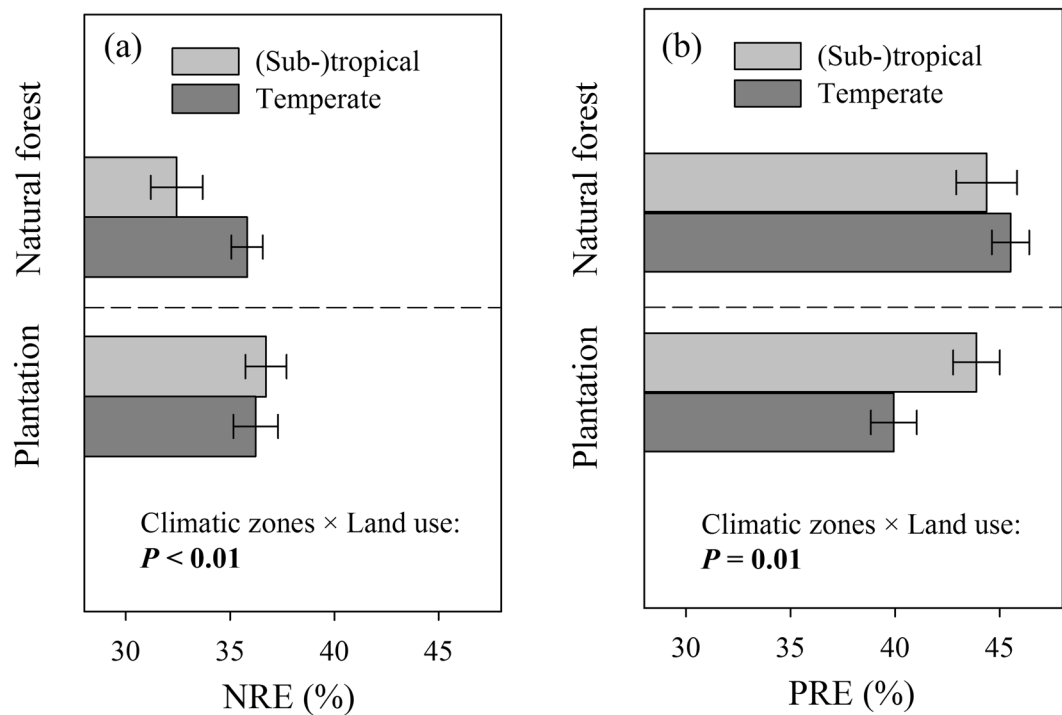 (a)
(Sub-)tropical
Temperate
Natural forest
Plantation
Climatic zones × Land use:
P < 0.01
30 35 40 45
NRE (%)
(b)
(Sub-)tropical
Temperate
Natural forest
Plantation
Climatic zones × Land use:
P = 0.01
30 35 40 45
PRE (%)